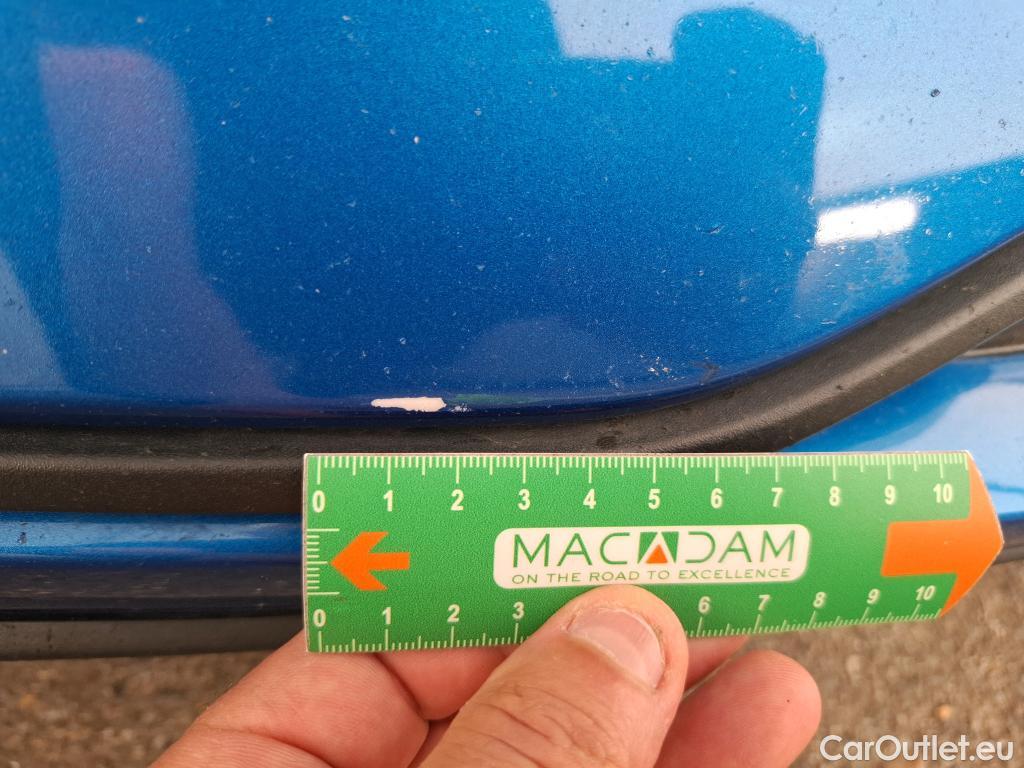 0 1 2 3 4 5 6 7 8 9 10
MACADAM
ON THE ROAD TO EXCELLENCE
0 1 2 3 6 7 8 9 10
CarOutlet.eu